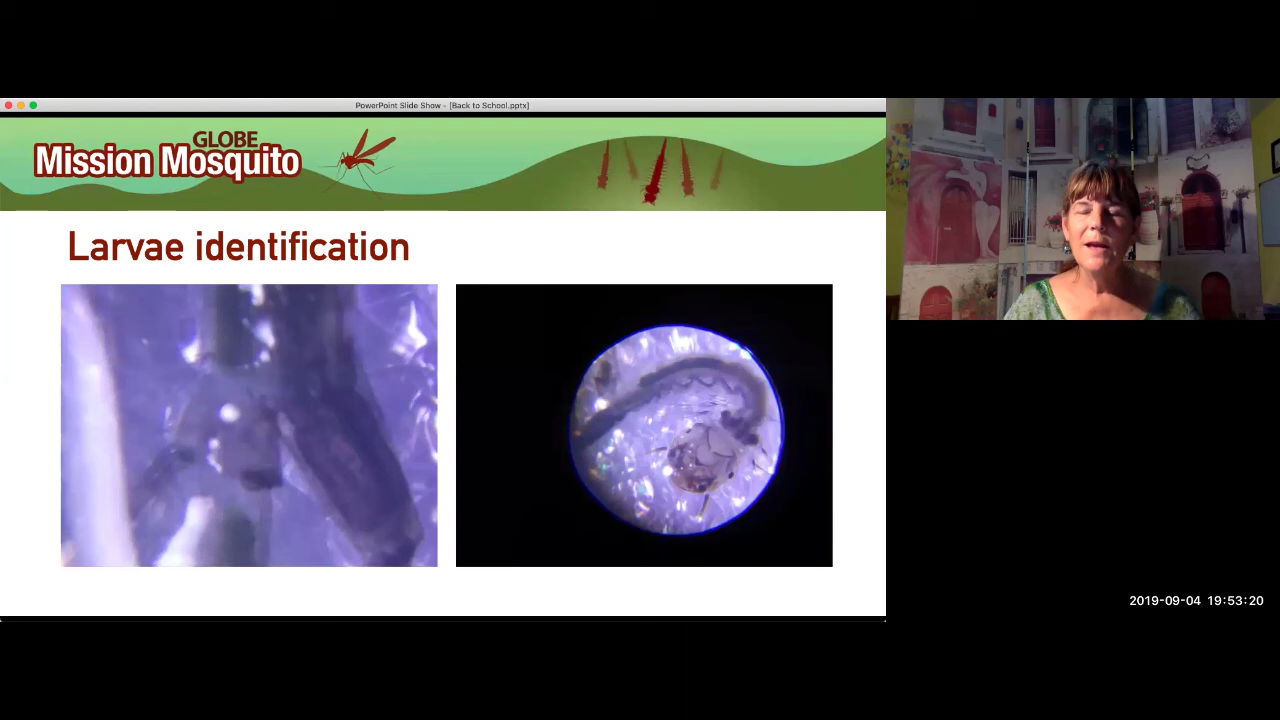 PowerPoint Slide Show - [Back to School.pptx]
GLOBE
Mission Mosquito
Larvae identification
2019-09-04 19:53:20